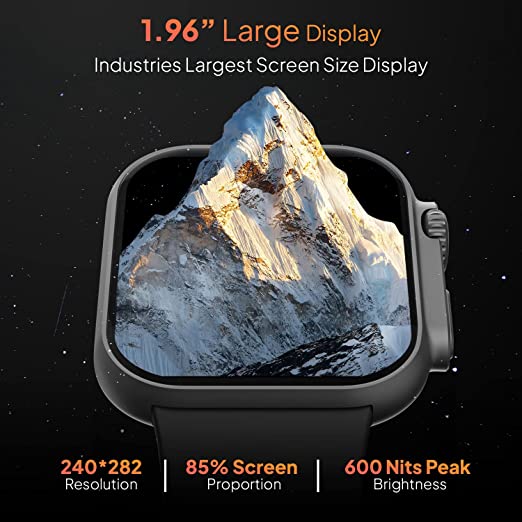 1.96” Large Display
Industries Largest Screen Size Display
240*282
Resolution
85% Screen
Proportion
600 Nits Peak
Brightness